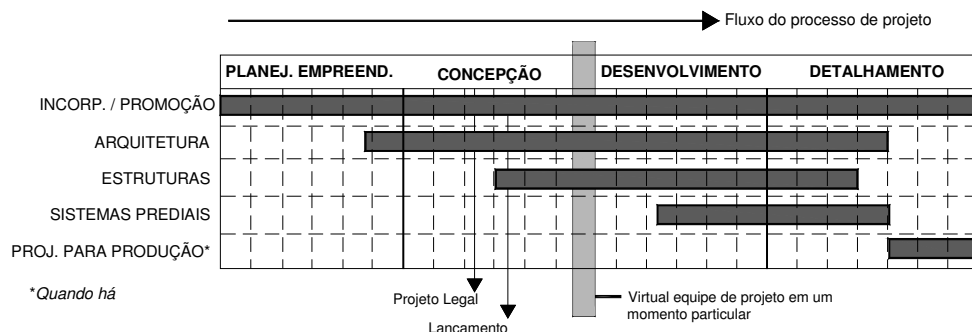 Fluxo do processo de projeto
PLANEJ. EMPREEND. CONCEPÇÃO DESENVOLVIMENTO DETALHAMENTO
INCORP. / PROMOÇÃO
ARQUITETURA
ESTRUTURAS
SISTEMAS PREDIAIS
PROJ. PARA PRODUÇÃO*
*Quando há
Projeto Legal
Lançamento
Virtual equipe de projeto em um
momento particular